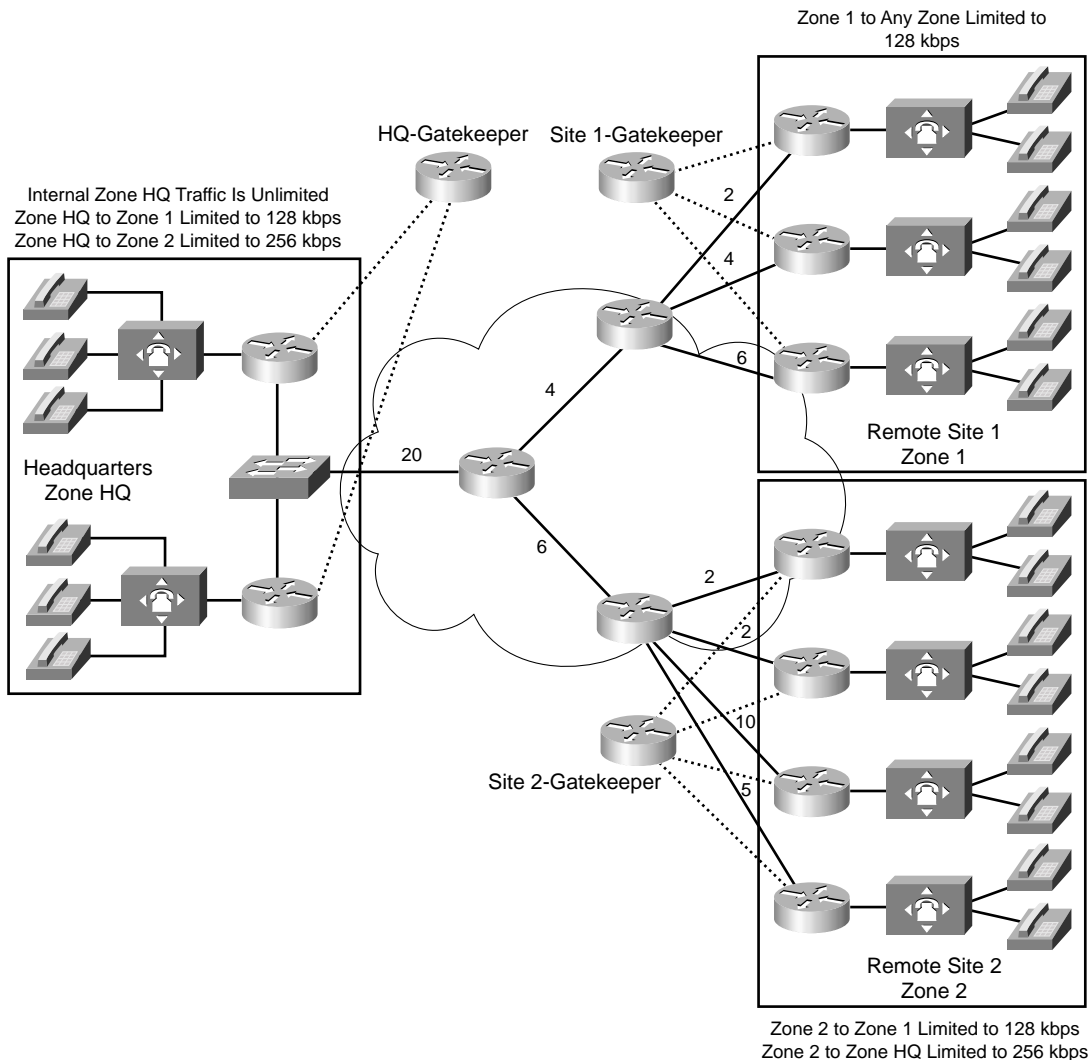 Zone 1 to Any Zone Limited to
128 kbps
HQ-Gatekeeper
Site 1-Gatekeeper
Internal Zone HQ Traffic Is Unlimited
Zone HQ to Zone 1 Limited to 128 kbps
Zone HQ to Zone 2 Limited to 256 kbps
2
4
6
4
Remote Site 1
Zone 1
Headquarters
Zone HQ
20
6
2
2
10
5
Site 2-Gatekeeper
Remote Site 2
Zone 2
Zone 2 to Zone 1 Limited to 128 kbps
Zone 2 to Zone HQ Limited to 256 kbps